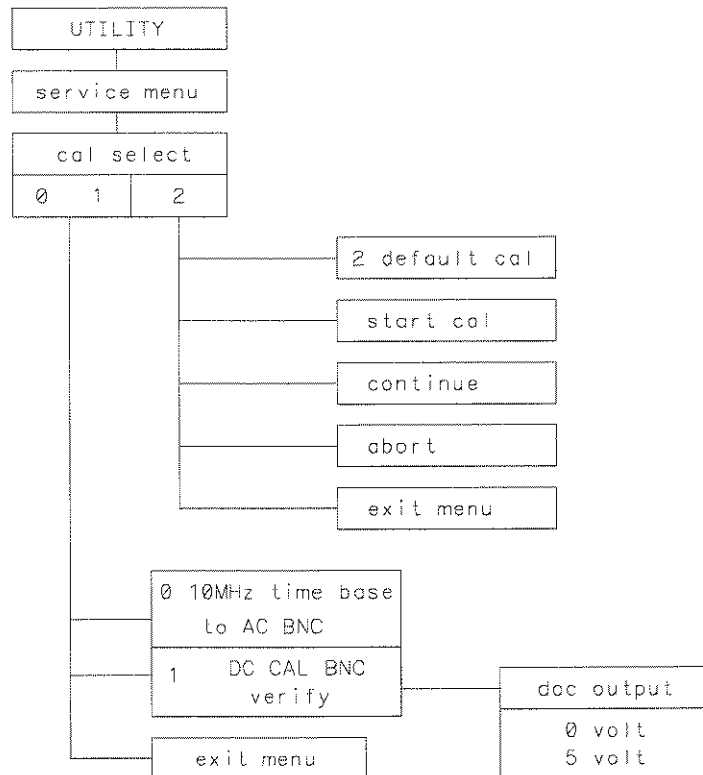 UTILITY
service menu
cal select
0 1 2
2 default cal
start cal
continue
abort
exit menu
0 10MHz time base
to AC BNC
1 DC CAL BNC
verify
dac output
0 volt
5 volt
exit menu